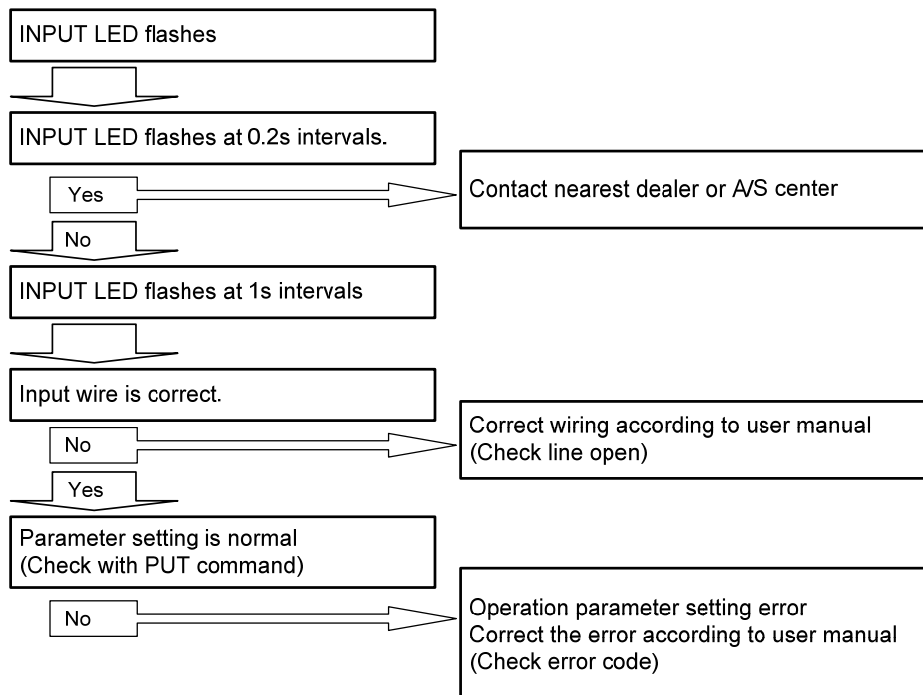 INPUT LED flashes
INPUT LED flashes at 0.2s intervals.
Yes
Contact nearest dealer or A/S center
No
INPUT LED flashes at 1s intervals
Input wire is correct.
No
Correct wiring according to user manual
(Check line open)
Yes
Parameter setting is normal
(Check with PUT command)
No
Operation parameter setting error
Correct the error according to user manual
(Check error code)